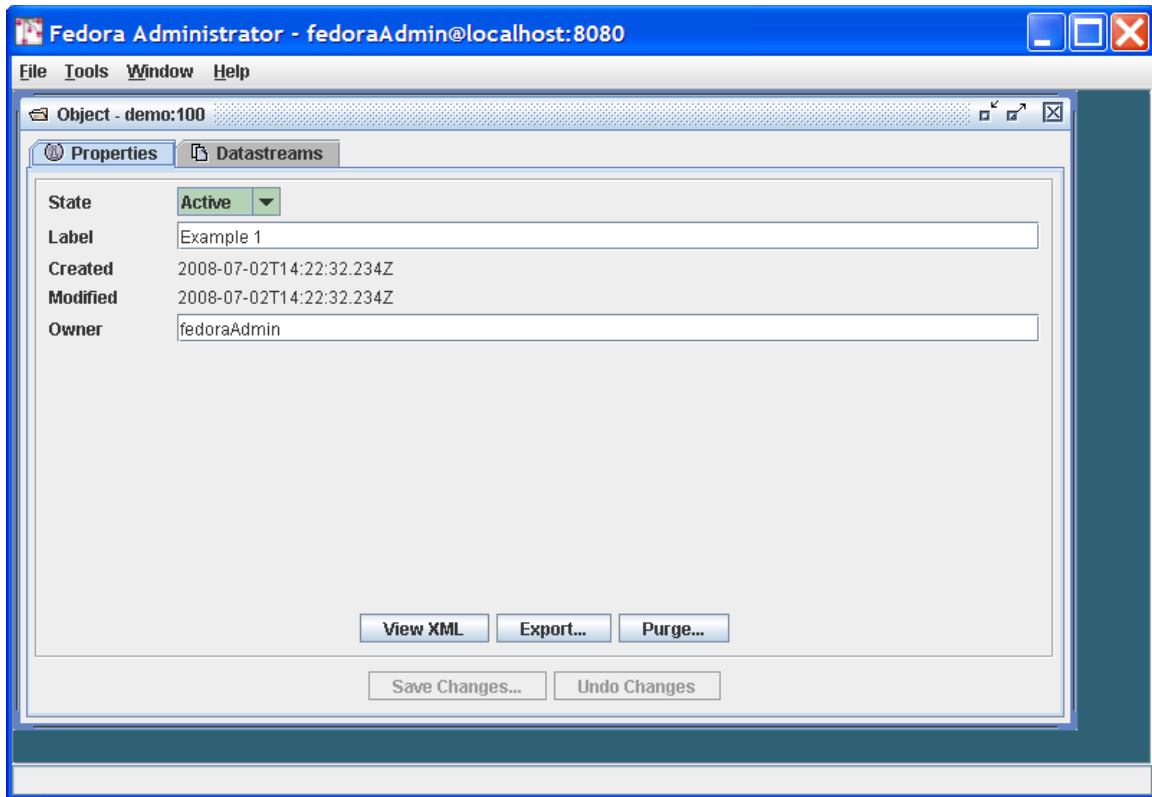 Fedora Administrator - fedoraAdmin@localhost:8080
File Tools Window Help
Object - demo:100
Properties Datastreams
State Active
Label Example 1
Created 2008-07-02T14:22:32.234Z
Modified 2008-07-02T14:22:32.234Z
Owner fedoraAdmin
View XML Export... Purge...
Save Changes... Undo Changes